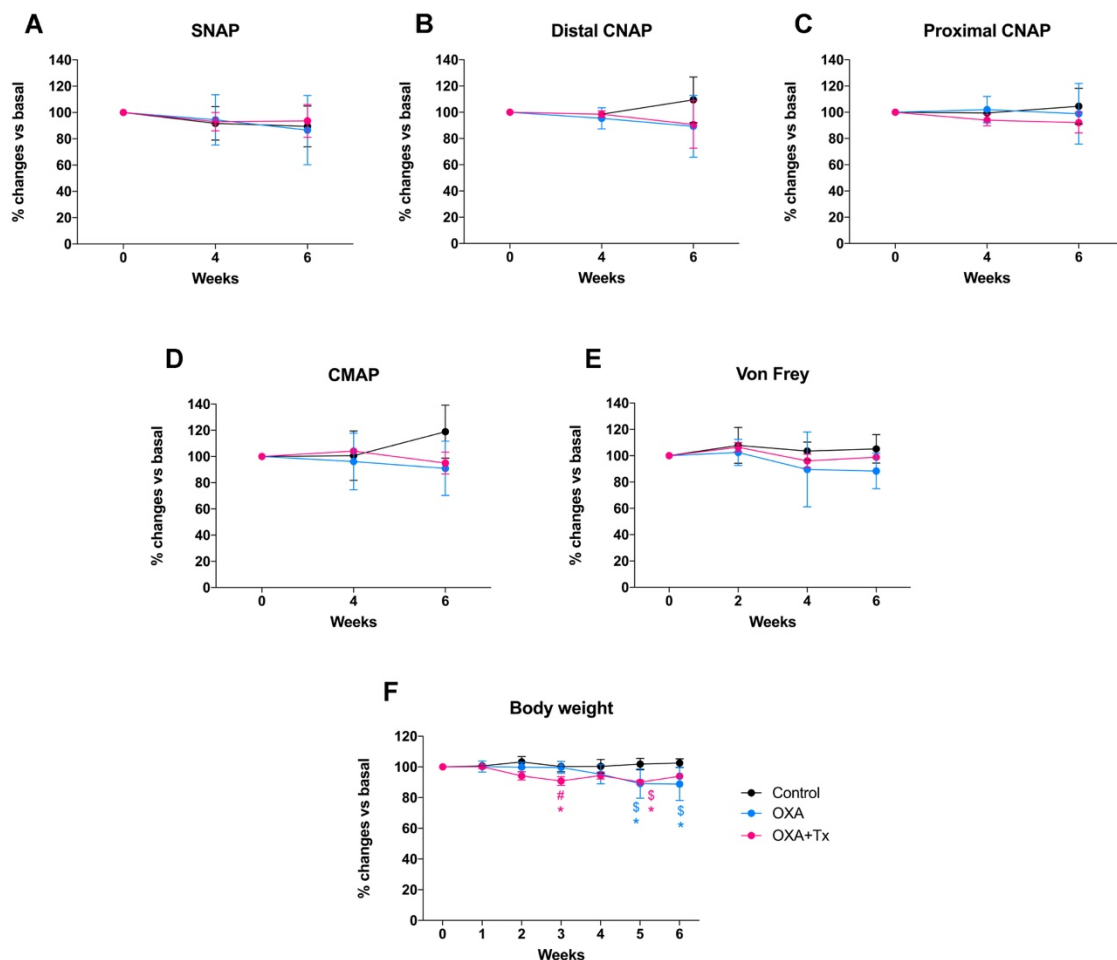 A
SNAP
% changes vs basal
140
120
100
80
60
40
20
0
0 4 6
Weeks
B
Distal CNAP
% changes vs basal
140
120
100
80
60
40
20
0
0 4 6
Weeks
C
Proximal CNAP
% changes vs basal
140
120
100
80
60
40
20
0
0 4 6
Weeks
D
CMAP
% changes vs basal
140
120
100
80
60
40
20
0
0 4 6
Weeks
E
Von Frey
% changes vs basal
140
120
100
80
60
40
20
0
0 2 4 6
Weeks
F
Body weight
% changes vs basal
120
100
80
60
40
20
0
# $ $ $
* * * *
0 1 2 3 4 5 6
Weeks
Control
OXA
OXA+Tx